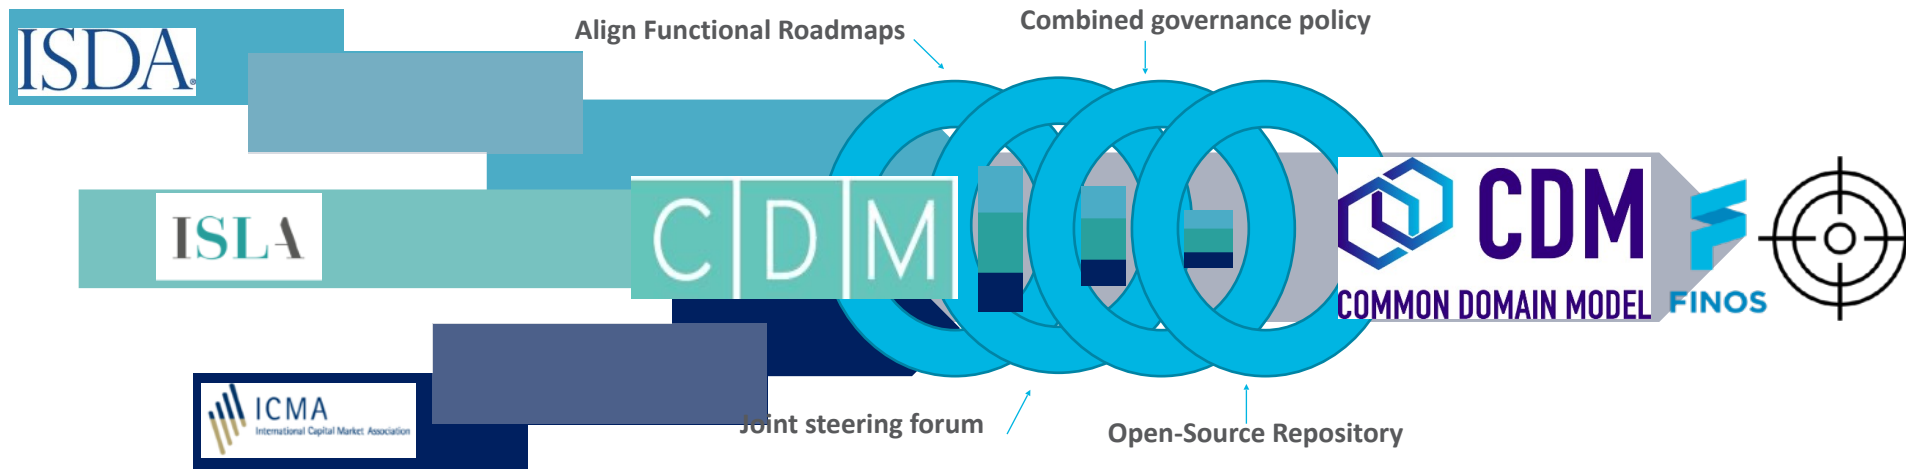 ISDA®
Align Functional Roadmaps
Combined governance policy
ISLA
CDM
CDM
COMMON DOMAIN MODEL
FINOS
ICMA
International Capital Market Association
Joint steering forum
Open-Source Repository